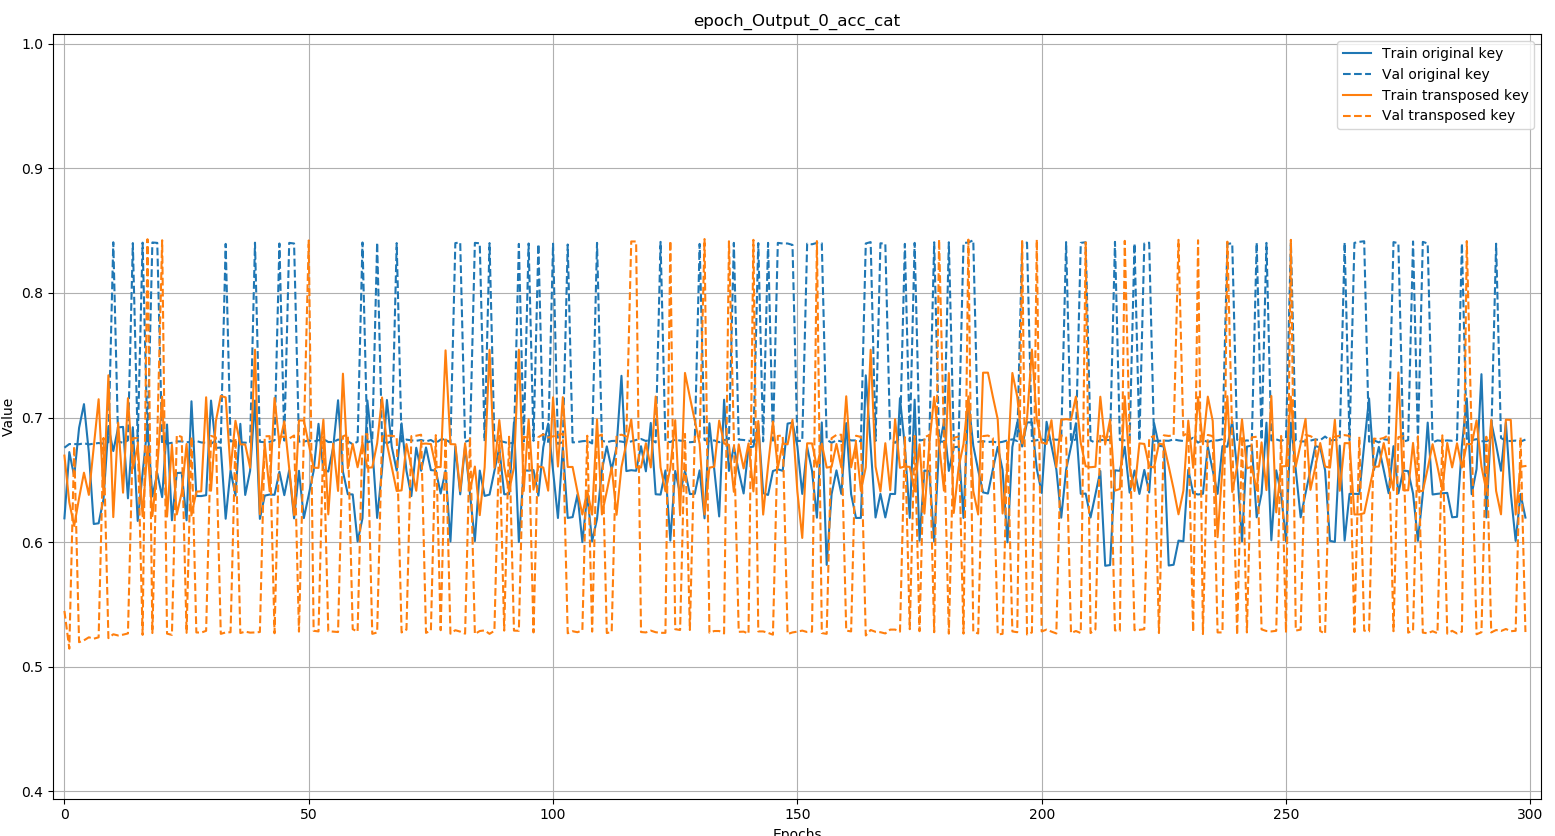 epoch_Output_0_acc_cat
1.0
0.9
0.8
0.7
0.6
0.5
0.4
Value
Train original key
Val original key
Train transposed key
Val transposed key
0 50 100 150 200 250 300
Epochs